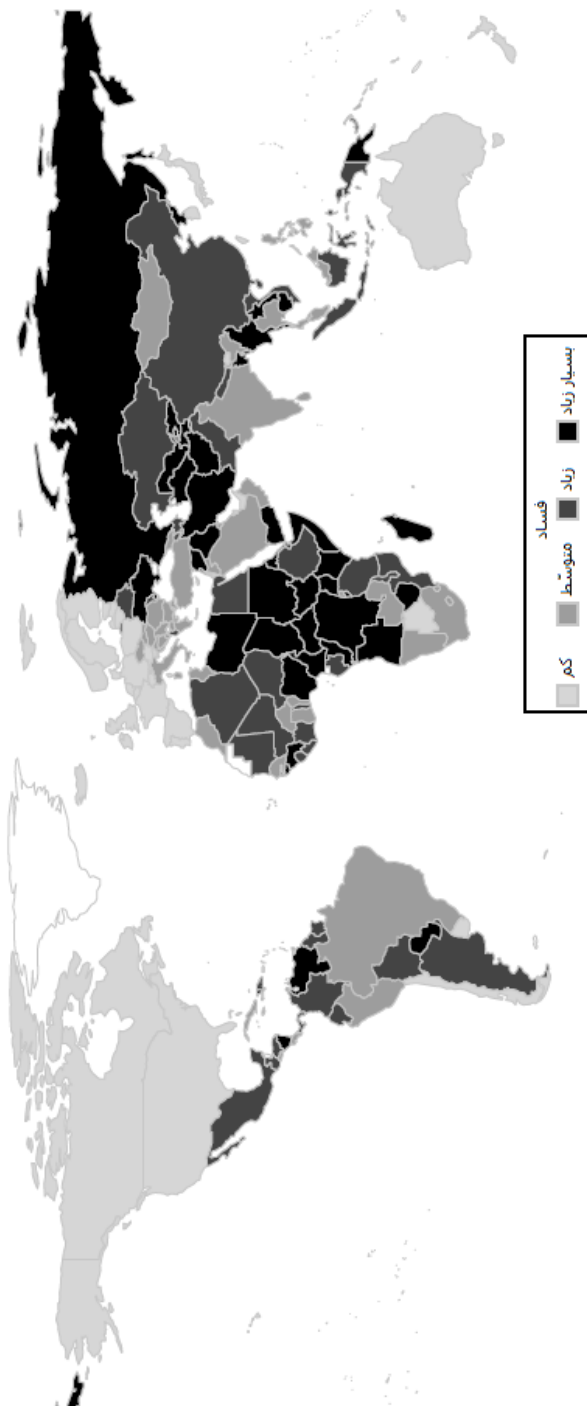 فساد
کم
متوسّط
زیاد
بسیار زیاد